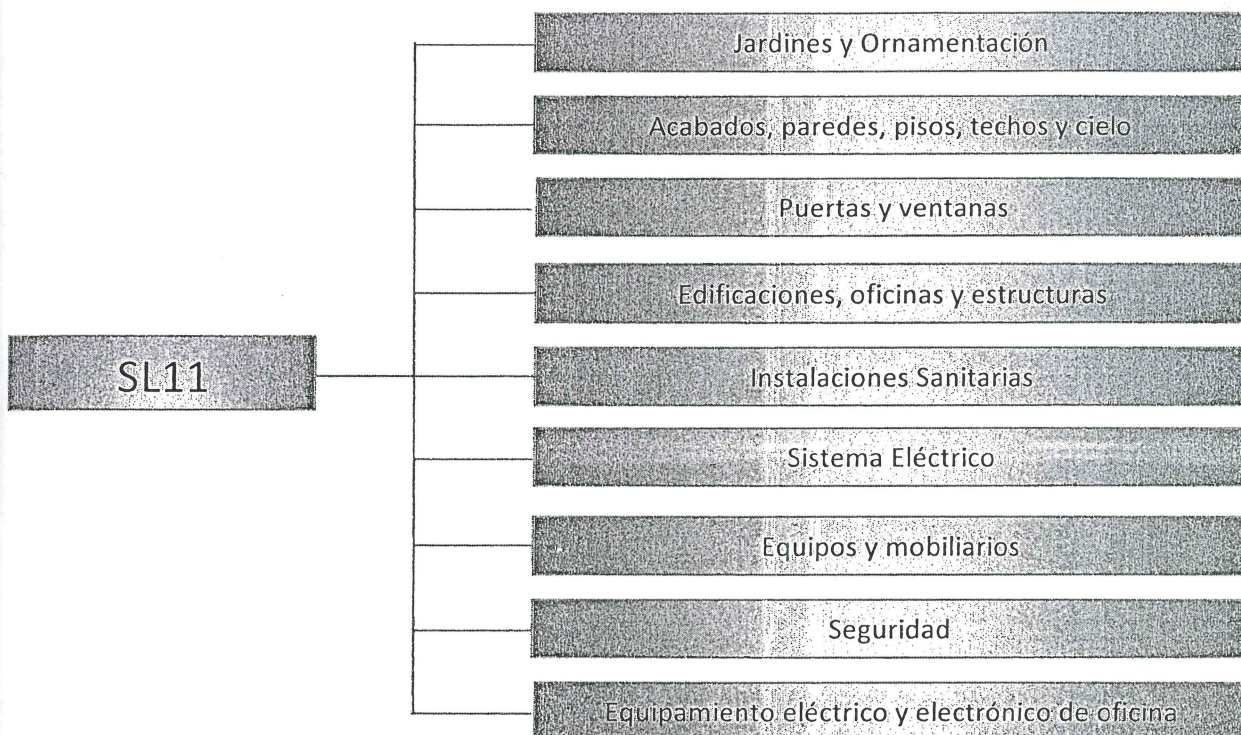 Jardines y Ornamentación
Acabados, paredes, pisos, techos y cielo
Puertas y ventanas
Edificaciones, oficinas y estructuras
SL11
Instalaciones Sanitarias
Sistema Eléctrico
Equipos y mobiliarios
Seguridad
Equipamiento eléctrico y electrónico de oficina